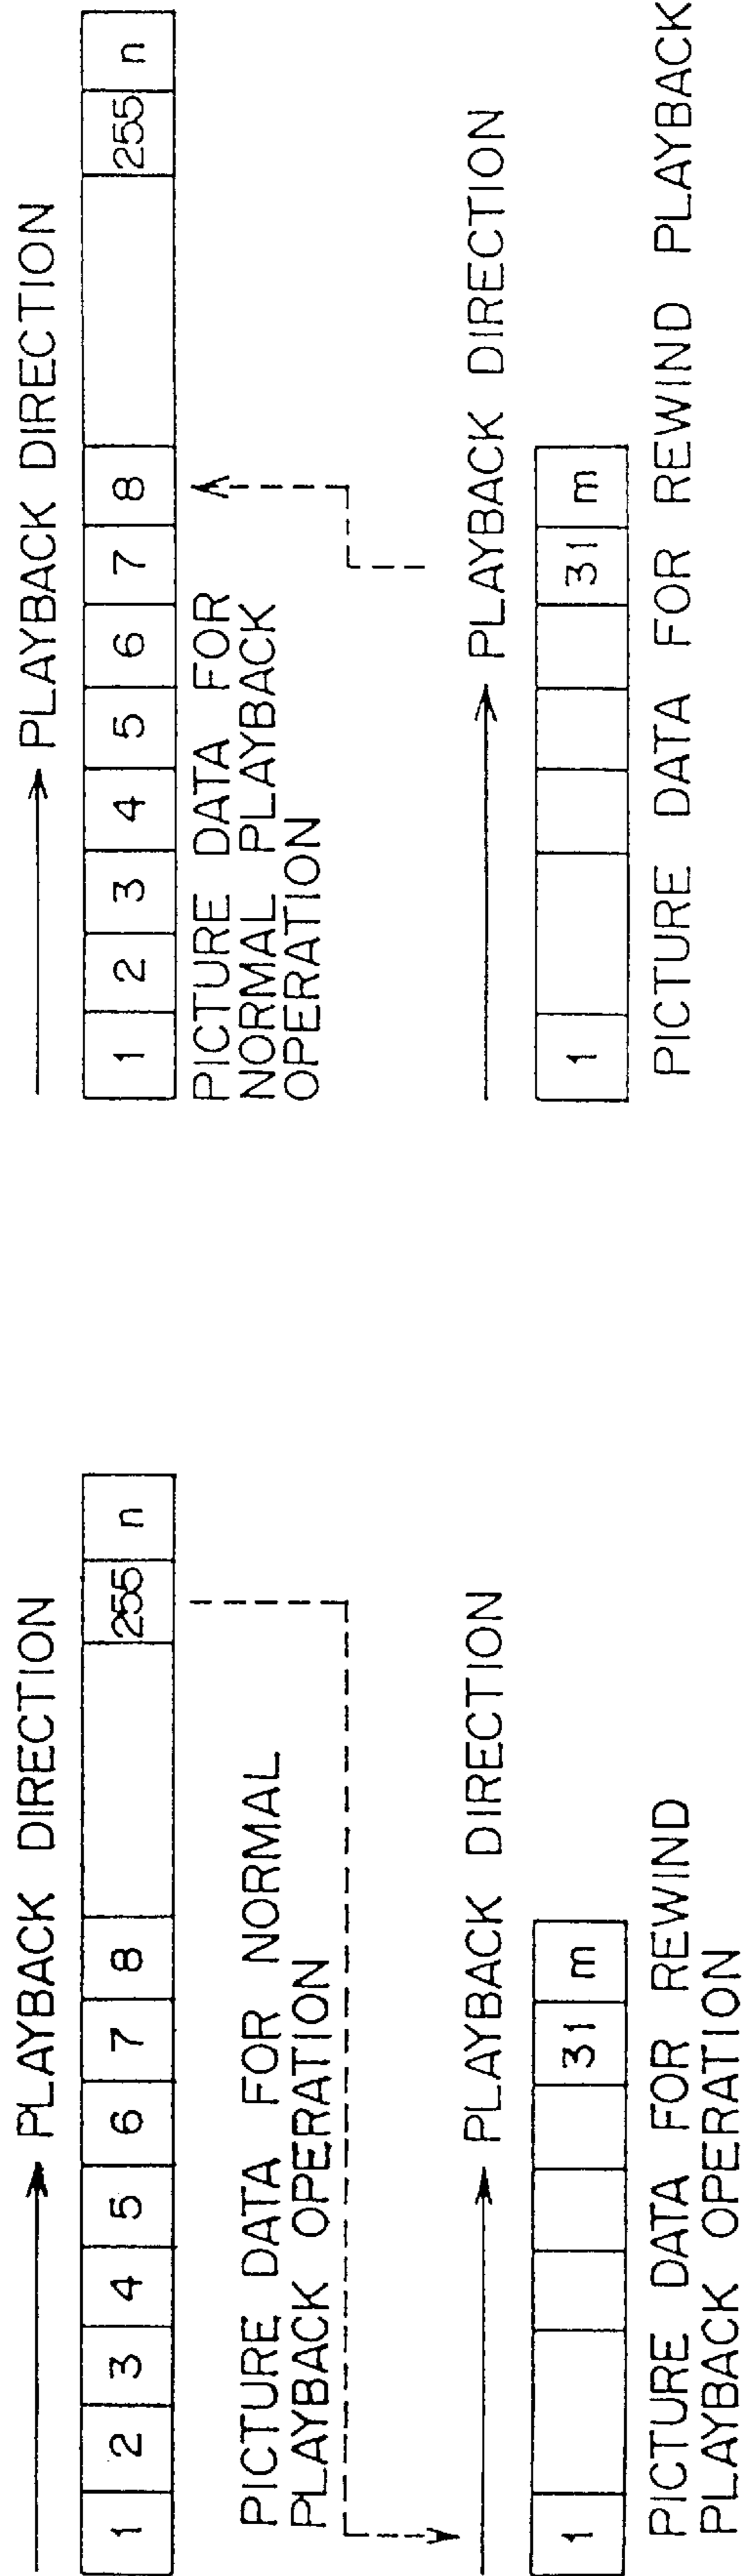 PLAYBACK DIRECTION
1 2 3 4 5 6 7 8 255 n
PICTURE DATA FOR NORMAL
PLAYBACK OPERATION
PLAYBACK DIRECTION
1 31 m
PICTURE DATA FOR REWIND
PLAYBACK OPERATION
PLAYBACK DIRECTION
1 2 3 4 5 6 7 8 255 n
PICTURE DATA FOR
NORMAL PLAYBACK
OPERATION
PLAYBACK DIRECTION
1 31 m
PICTURE DATA FOR REWIND PLAYBACK